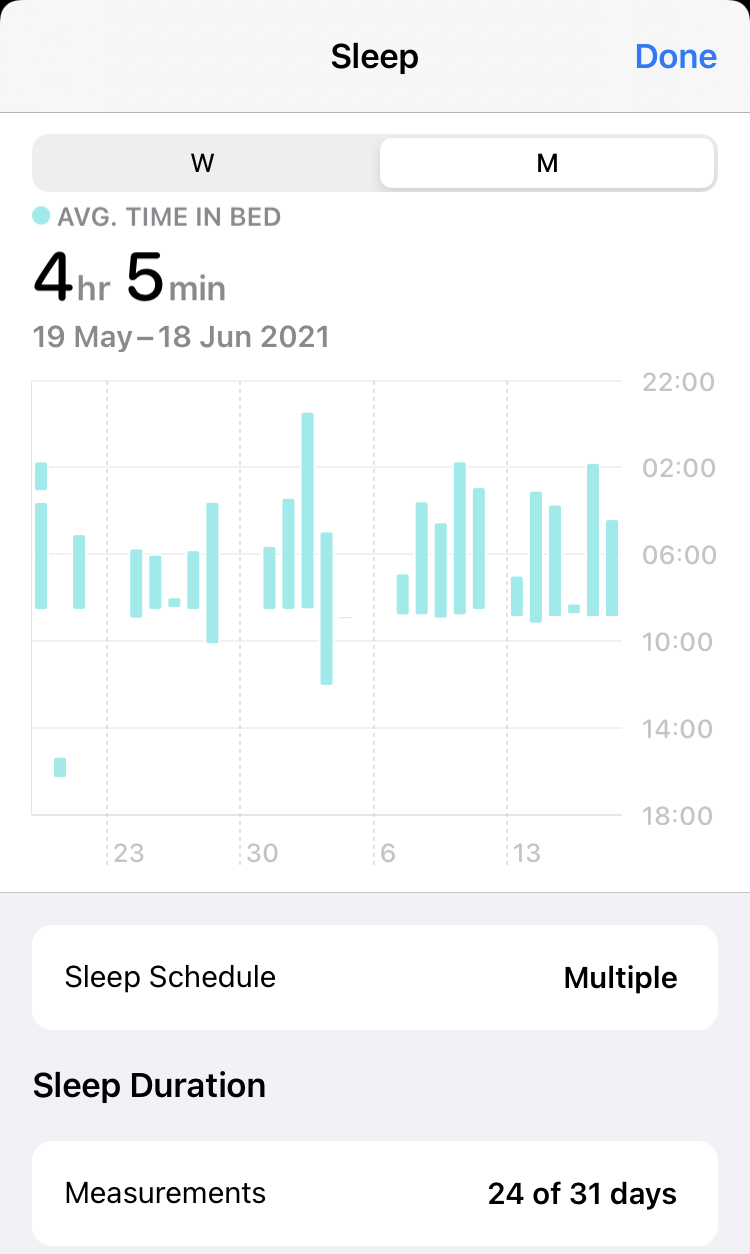 Sleep
Done
W
M
AVG. TIME IN BED
4hr 5min
19 May–18 Jun 2021
22:00
02:00
06:00
10:00
14:00
18:00
23
30
6
13
Sleep Schedule
Multiple
Sleep Duration
Measurements
24 of 31 days